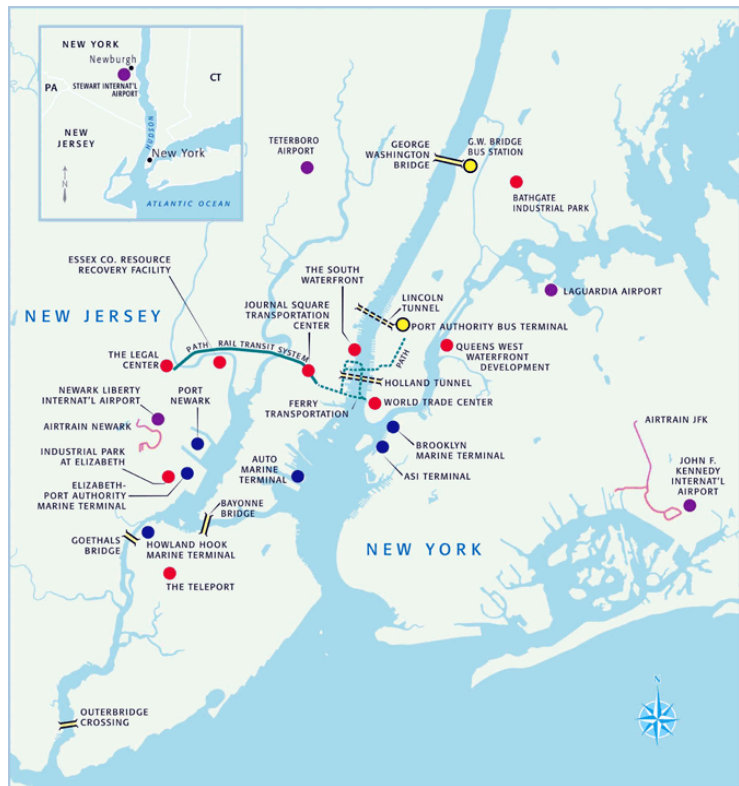 NEW YORK
Newburgh
STEWART INTERNAT'L
AIRPORT
PA
CT
NEW
JERSEY
HUDSON
New York
N
ATLANTIC OCEAN
TETERBORO
AIRPORT
GEORGE
WASHINGTON
BRIDGE
G.W. BRIDGE
BUS STATION
BATHGATE
INDUSTRIAL PARK
ESSEX CO. RESOURCE
RECOVERY FACILITY
THE SOUTH
WATERFRONT
LINCOLN
TUNNEL
LAGUARDIA AIRPORT
NEW JERSEY
JOURNAL SQUARE
TRANSPORTATION
CENTER
PORT AUTHORITY BUS TERMINAL
PATH RAIL TRANSIT SYSTEM
PATH
QUEENS WEST
WATERFRONT
DEVELOPMENT
THE LEGAL
CENTER
HOLLAND TUNNEL
NEWARK LIBERTY
INTERNAT'L AIRPORT
PORT
NEWARK
FERRY
TRANSPORTATION
WORLD TRADE CENTER
AIRTRAIN NEWARK
AIRTRAIN JFK
INDUSTRIAL PARK
AT ELIZABETH
AUTO
MARINE
TERMINAL
BROOKLYN
MARINE TERMINAL
ASI TERMINAL
JOHN F.
KENNEDY
INTERNAT'L
AIRPORT
ELIZABETH-
PORT AUTHORITY
MARINE TERMINAL
BAYONNE
BRIDGE
GOETHALS
BRIDGE
HOWLAND HOOK
MARINE TERMINAL
NEW YORK
THE TELEPORT
N
OUTERBRIDGE
CROSSING